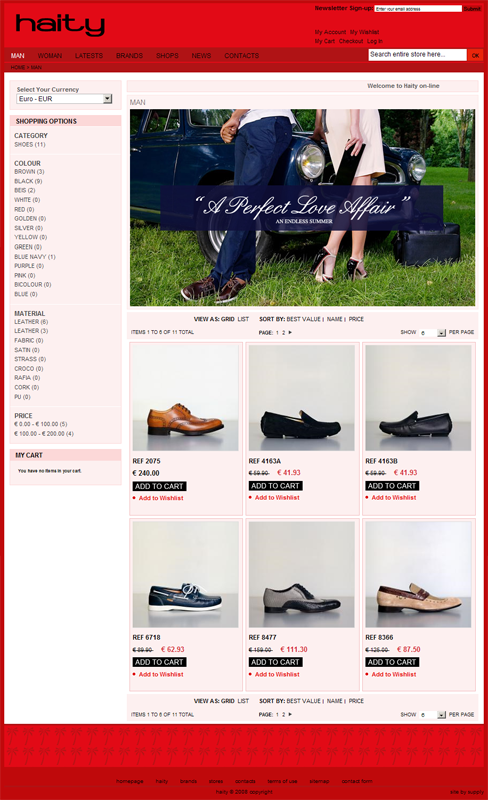 Newsletter Sign-up: Enter your email address Submit
haity
My Account My Wishlist
My Cart Checkout Log In
MAN WOMAN LATESTS BRANDS SHOPS NEWS CONTACTS Search entire store here... OK
HOME > MAN
Select Your Currency
Euro - EUR
SHOPPING OPTIONS
CATEGORY
SHOES (11)
COLOUR
BROWN (3)
BLACK (9)
BEIS (2)
WHITE (0)
RED (0)
GOLDEN (0)
SILVER (0)
YELLOW (0)
GREEN (0)
BLUE NAVY (1)
PURPLE (0)
PINK (0)
BICOLOUR (0)
BLUE (0)
MATERIAL
LEATHER (6)
LEATHER (3)
FABRIC (0)
SATIN (0)
STRASS (0)
CROCO (0)
RAFIA (0)
CORK (0)
PU (0)
PRICE
€ 0.00 - € 100.00 (5)
€ 100.00 - € 200.00 (4)
MY CART
You have no items in your cart.
Welcome to Haity on-line
MAN
“ A Perfect Love Affair ”
AN ENDLESS SUMMER
VIEW AS: GRID LIST SORT BY: BEST VALUE | NAME | PRICE
ITEMS 1 TO 6 OF 11 TOTAL PAGE: 1 2 SHOW 6 PER PAGE
REF 2075 REF 4163A REF 4163B
€ 240.00 € 59.90 € 41.93 € 59.90 € 41.93
ADD TO CART ADD TO CART ADD TO CART
Add to Wishlist Add to Wishlist Add to Wishlist
REF 6718 REF 8477 REF 8366
€ 89.90 € 62.93 € 159.00 € 111.30 € 125.00 € 87.50
ADD TO CART ADD TO CART ADD TO CART
Add to Wishlist Add to Wishlist Add to Wishlist
VIEW AS: GRID LIST SORT BY: BEST VALUE | NAME | PRICE
ITEMS 1 TO 6 OF 11 TOTAL PAGE: 1 2 SHOW 6 PER PAGE
homepage haity brands stores contacts terms of use sitemap contact form
haity © 2008 copyright site by supply